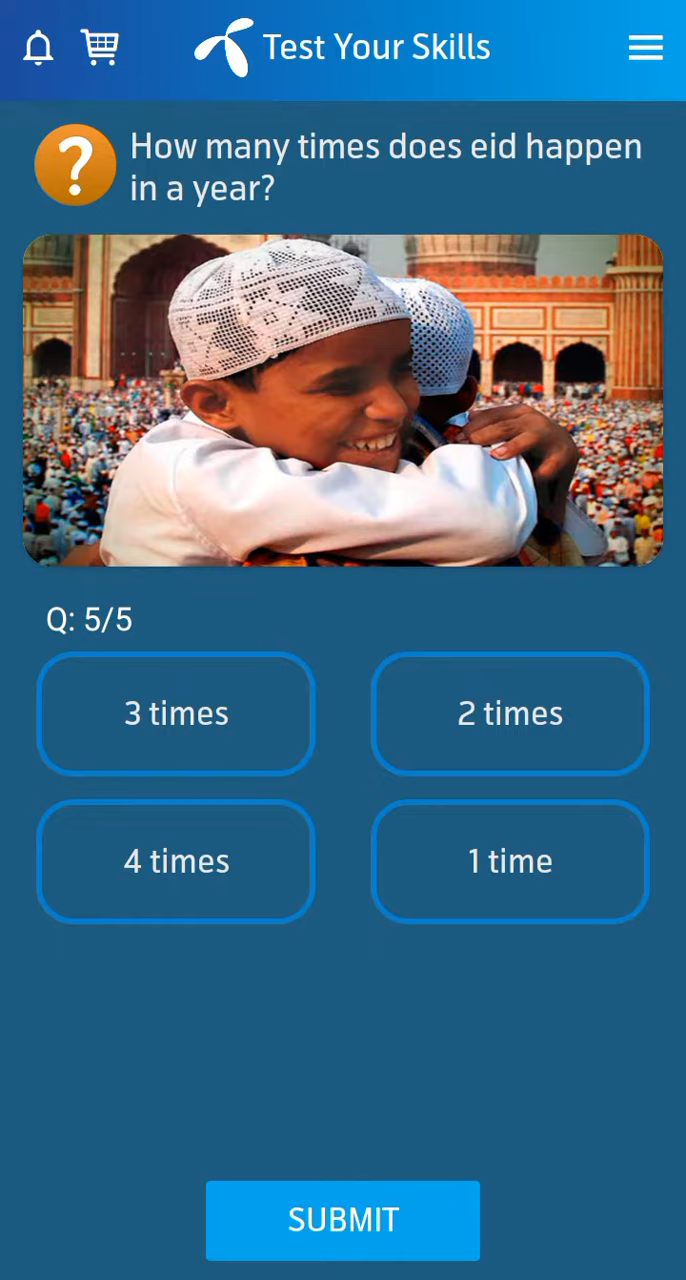 Test Your Skills
How many times does eid happen
in a year?
Q: 5/5
3 times
2 times
4 times
1 time
SUBMIT